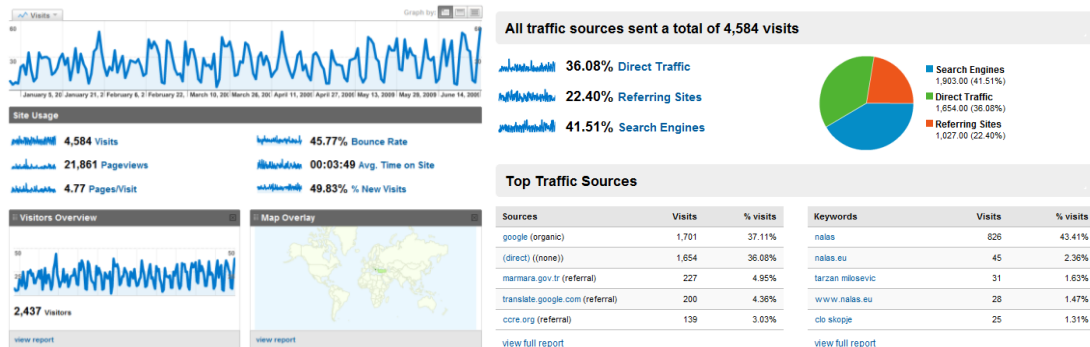 Visits
Graph by:
60
60
30
30
January 5, 20
January 21, 2
February 6, 2
February 22,
March 10, 200
March 26, 200
April 11, 2009
April 27, 2009
May 13, 2009
May 29, 2009
June 14, 2009
Site Usage
4,584 Visits
45.77% Bounce Rate
21,861 Pageviews
00:03:49 Avg. Time on Site
4.77 Pages/Visit
49.83% % New Visits
Visitors Overview
50
50
2,437 Visitors
view report
Map Overlay
view report
All traffic sources sent a total of 4,584 visits
36.08% Direct Traffic
22.40% Referring Sites
41.51% Search Engines
Search Engines
1,903.00 (41.51%)
Direct Traffic
1,654.00 (36.08%)
Referring Sites
1,027.00 (22.40%)
Top Traffic Sources
Sources Visits % visits
google (organic) 1,701 37.11%
(direct) ((none)) 1,654 36.08%
marmara.gov.tr (referral) 227 4.95%
translate.google.com (referral) 200 4.36%
ccre.org (referral) 139 3.03%
view full report
Keywords Visits % visits
nalas 826 43.41%
nalas.eu 45 2.36%
tarzan milosevic 31 1.63%
www.nalas.eu 28 1.47%
clo skopje 25 1.31%
view full report